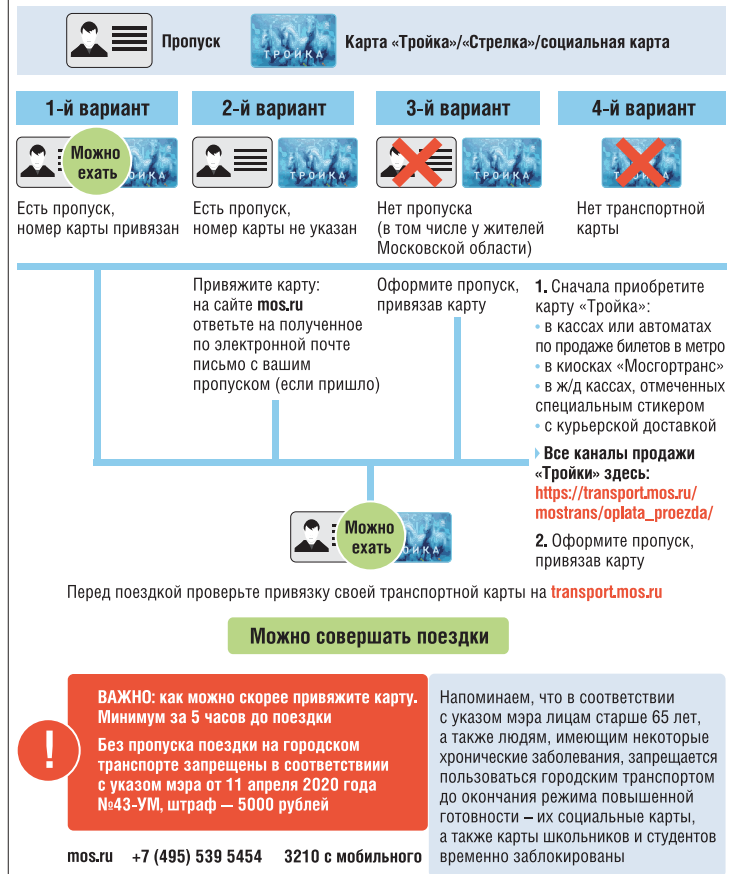 Пропуск
ТРОЙКА
Карта «Тройка»/«Стрелка»/социальная карта
1-й вариант
Можно
ехать
ТРОЙКА
Есть пропуск,
номер карты привязан
2-й вариант
ТРОЙКА
Есть пропуск,
номер карты не указан
Привяжите карту:
на сайте mos.ru
ответьте на полученное
по электронной почте
письмо с вашим
пропуском (если пришло)
3-й вариант
ТРОЙКА
Нет пропуска
(в том числе у жителей
Московской области)
Оформите пропуск,
привязав карту
4-й вариант
ТРОЙКА
Нет транспортной
карты
1. Сначала приобретите
карту «Тройка»:
• в кассах или автоматах
по продаже билетов в метро
• в киосках «Мосгортранс»
• в ж/д кассах, отмеченных
специальным стикером
• с курьерской доставкой
Все каналы продажи
«Тройки» здесь:
https://transport.mos.ru/
mostrans/oplata_proezda/
2. Оформите пропуск,
привязав карту
Можно
ехать
ТРОЙКА
Перед поездкой проверьте привязку своей транспортной карты на transport.mos.ru
Можно совершать поездки
!
ВАЖНО: как можно скорее привяжите карту.
Минимум за 5 часов до поездки
Без пропуска поездки на городском
транспорте запрещены в соответствиии
с указом мэра от 11 апреля 2020 года
№43-УМ, штраф — 5000 рублей
Напоминаем, что в соответствии
с указом мэра лицам старше 65 лет,
а также людям, имеющим некоторые
хронические заболевания, запрещается
пользоваться городским транспортом
до окончания режима повышенной
готовности – их социальные карты,
а также карты школьников и студентов
временно заблокированы
mos.ru +7 (495) 539 5454 3210 с мобильного